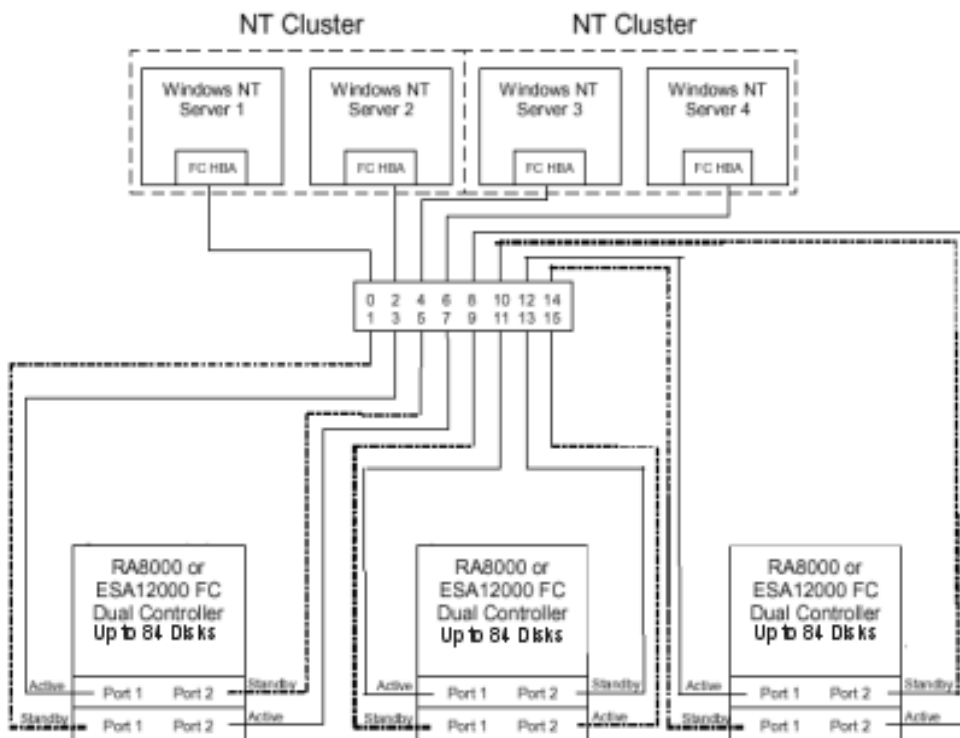 NT Cluster NT Cluster
Windows NT Windows NT Windows NT Windows NT
Server 1 Server 2 Server 3 Server 4
FC HBA FC HBA FC HBA FC HBA
0 2 4 6 8 10 12 14
1 3 5 7 9 11 13 15
RA8000 or RA8000 or RA8000 or
ESA12000 FC ESA12000 FC ESA12000 FC
Dual Controller Dual Controller Dual Controller
Up to 84 Disks Up to 84 Disks Up to 84 Disks
Active Port 1 Port 2 Standby Active Port 1 Port 2 Standby Active Port 1 Port 2 Standby
Standby Port 1 Port 2 Active Standby Port 1 Port 2 Active Standby Port 1 Port 2 Active